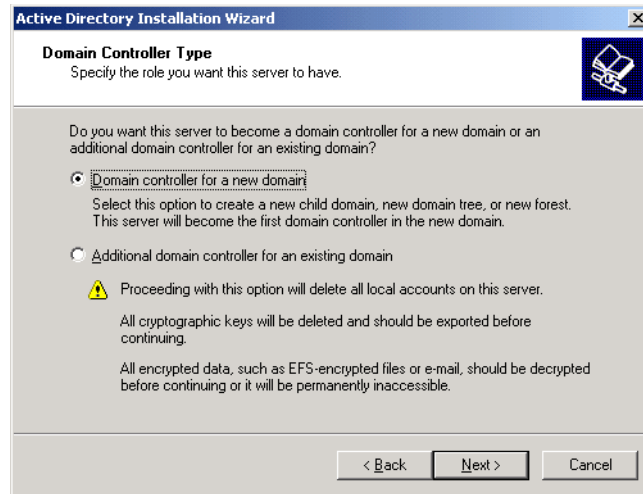 Active Directory Installation Wizard
Domain Controller Type
Specify the role you want this server to have.
Do you want this server to become a domain controller for a new domain or an
additional domain controller for an existing domain?
Domain controller for a new domain
Select this option to create a new child domain, new domain tree, or new forest.
This server will become the first domain controller in the new domain.
Additional domain controller for an existing domain
Proceeding with this option will delete all local accounts on this server.
All cryptographic keys will be deleted and should be exported before
continuing.
All encrypted data, such as EFS-encrypted files or e-mail, should be decrypted
before continuing or it will be permanently inaccessible.
< Back Next > Cancel